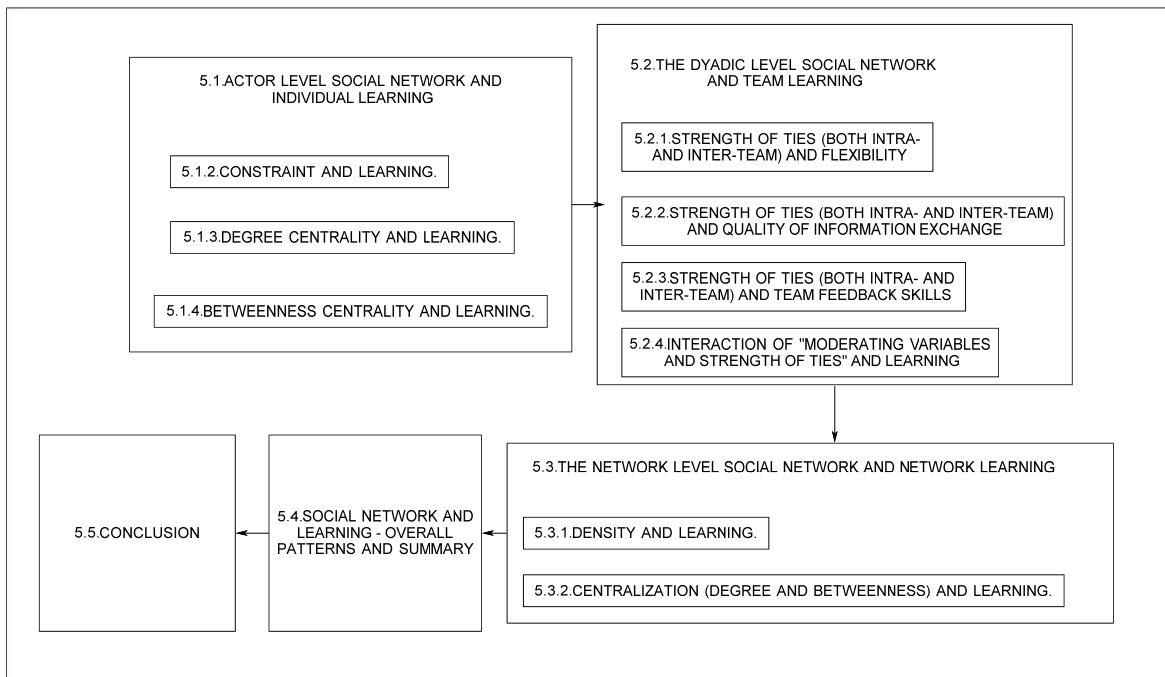 5.1.ACTOR LEVEL SOCIAL NETWORK AND
INDIVIDUAL LEARNING
5.1.2.CONSTRAINT AND LEARNING.
5.1.3.DEGREE CENTRALITY AND LEARNING.
5.1.4.BETWEENNESS CENTRALITY AND LEARNING.
5.2.THE DYADIC LEVEL SOCIAL NETWORK
AND TEAM LEARNING
5.2.1.STRENGTH OF TIES (BOTH INTRA-
AND INTER-TEAM) AND FLEXIBILITY
5.2.2.STRENGTH OF TIES (BOTH INTRA- AND INTER-TEAM)
AND QUALITY OF INFORMATION EXCHANGE
5.2.3.STRENGTH OF TIES (BOTH INTRA- AND
INTER-TEAM) AND TEAM FEEDBACK SKILLS
5.2.4.INTERACTION OF "MODERATING VARIABLES
AND STRENGTH OF TIES" AND LEARNING
5.3.THE NETWORK LEVEL SOCIAL NETWORK AND NETWORK LEARNING
5.3.1.DENSITY AND LEARNING.
5.3.2.CENTRALIZATION (DEGREE AND BETWEENNESS) AND LEARNING.
5.4.SOCIAL NETWORK AND
LEARNING - OVERALL
PATTERNS AND SUMMARY
5.5.CONCLUSION